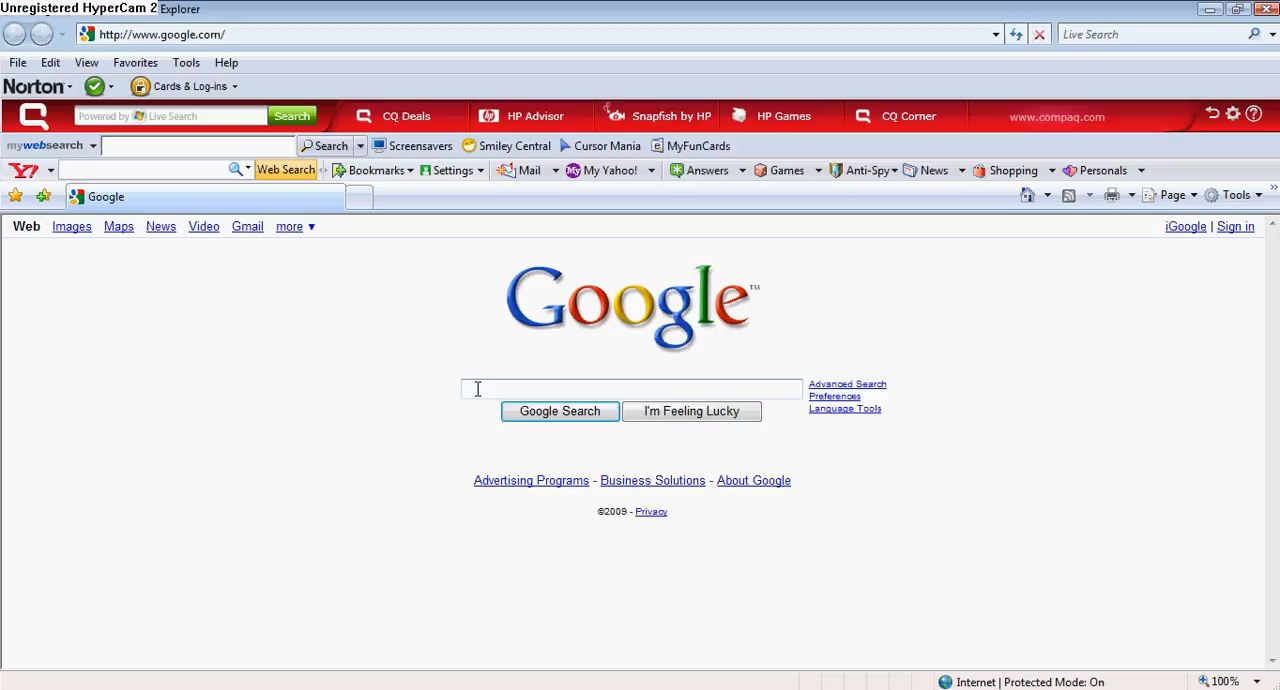 Unregistered HyperCam 2 Explorer
http://www.google.com/ Live Search
File Edit View Favorites Tools Help
Norton Cards & Log-ins
Powered by Live Search Search CQ Deals HP Advisor Snapfish by HP HP Games CQ Corner www.compaq.com
mywebsearch Search Screensavers Smiley Central Cursor Mania MyFunCards
Y! Web Search Bookmarks Settings Mail My Yahoo! Answers Games Anti-Spy News Shopping Personals
Google Page Tools
Web Images Maps News Video Gmail more iGoogle | Sign in
Google™
Advanced Search
Preferences
Language Tools
Google Search I'm Feeling Lucky
Advertising Programs - Business Solutions - About Google
©2009 - Privacy
Internet | Protected Mode: On 100%